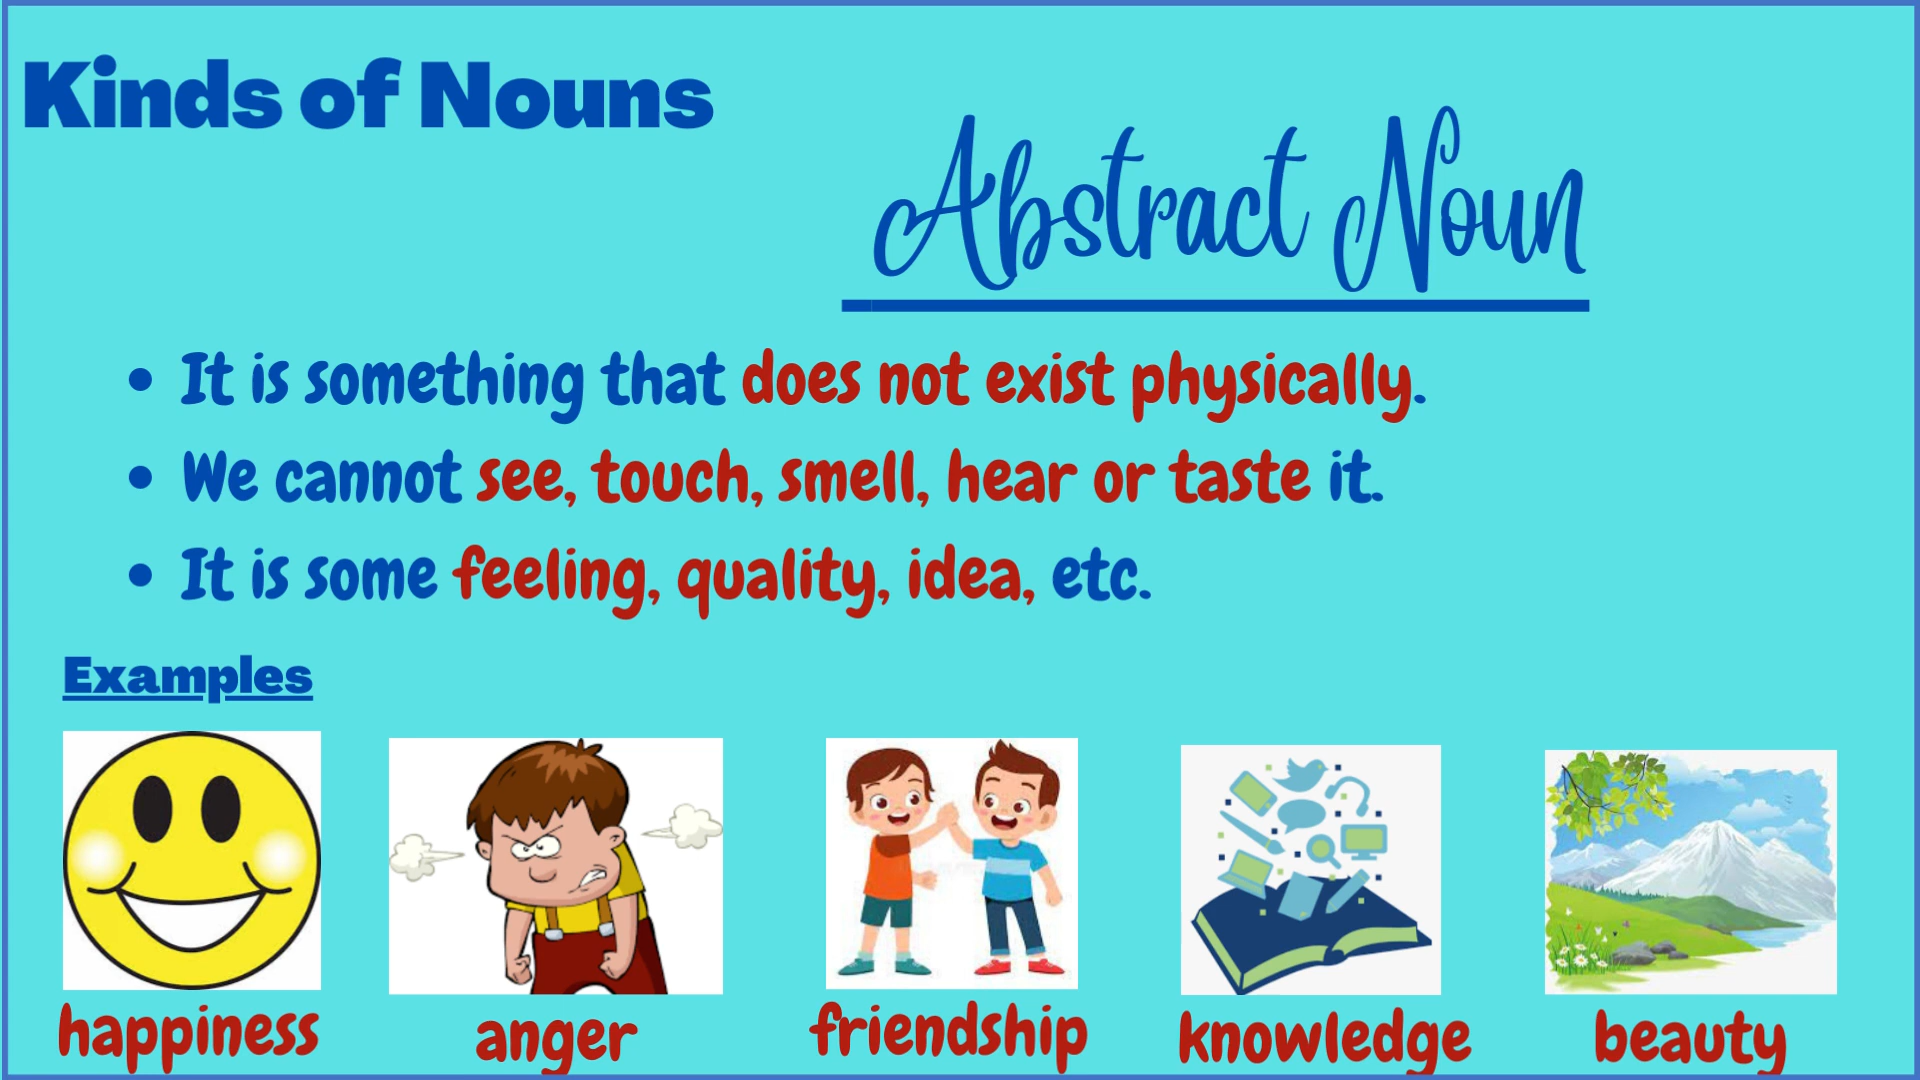 Kinds of Nouns
Abstract Noun
• It is something that does not exist physically.
• We cannot see, touch, smell, hear or taste it.
• It is some feeling, quality, idea, etc.
Examples
happiness
anger
friendship
knowledge
beauty